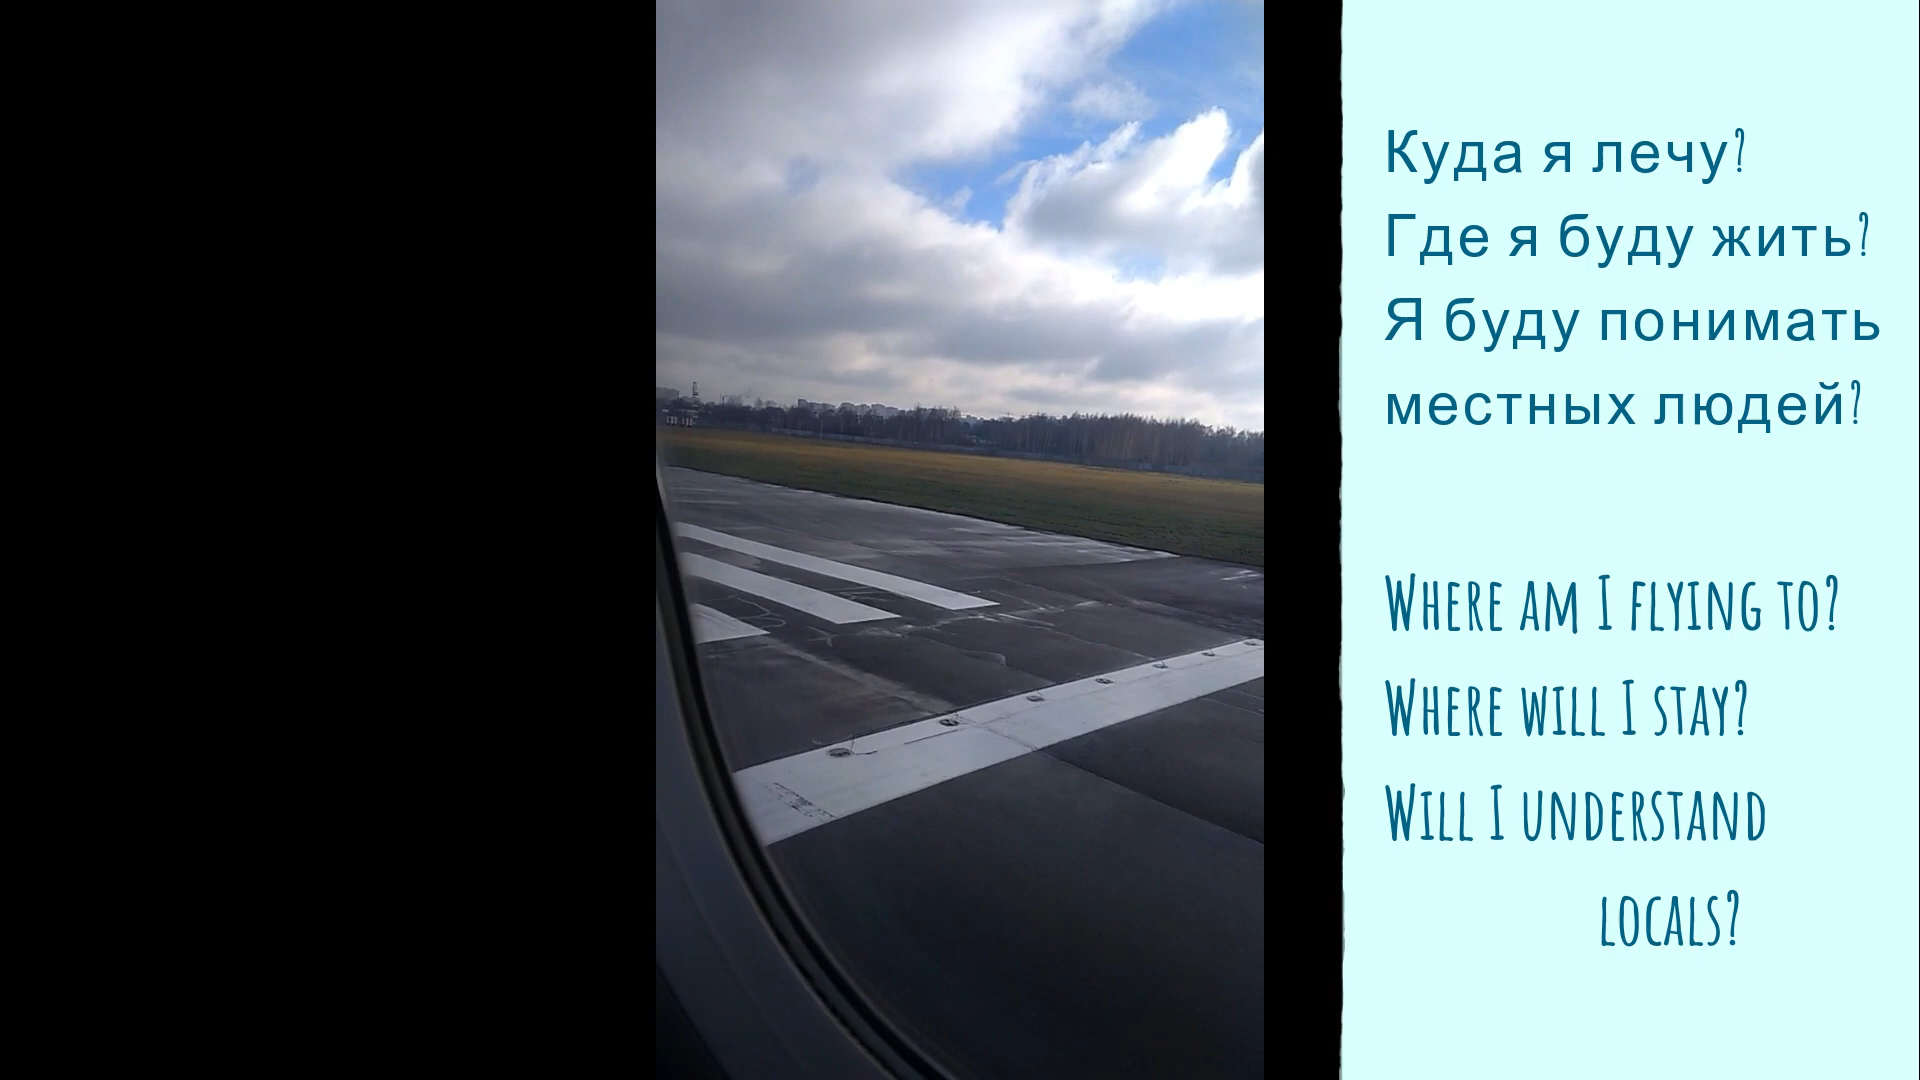 Куда я лечу?
Где я буду жить?
Я буду понимать
местных людей?
Where am I flying to?
Where will I stay?
Will I understand
locals?